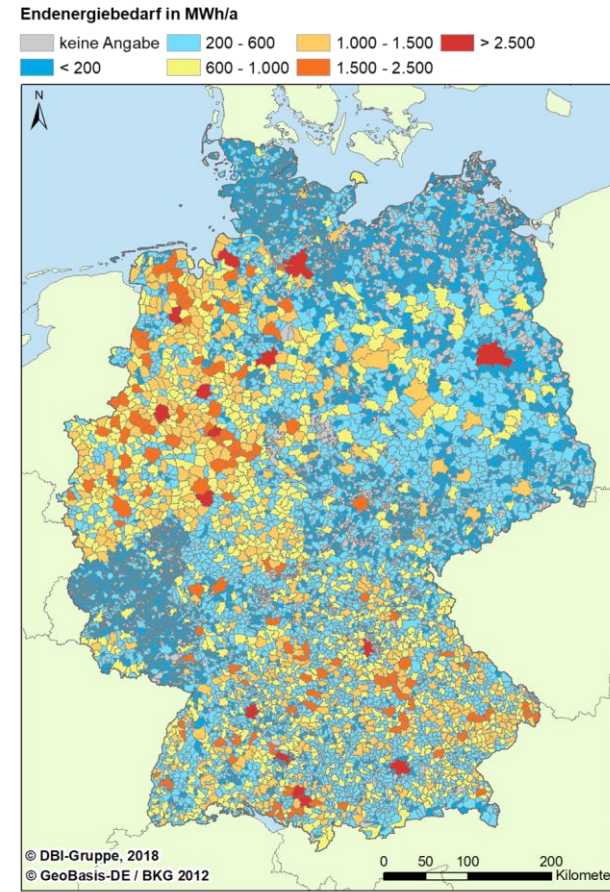 Endenergiebedarf in MWh/a
keine Angabe 200 - 600 1.000 - 1.500 > 2.500
< 200 600 - 1.000 1.500 - 2.500
N
© DBI-Gruppe, 2018
© GeoBasis-DE / BKG 2012
0 50 100 200
Kilometer